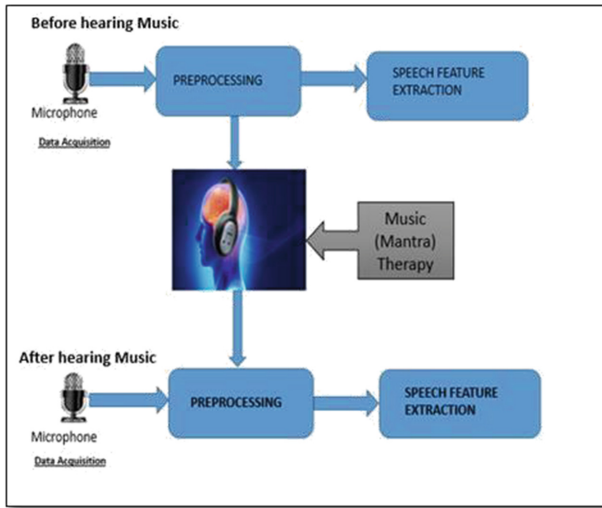 Before hearing Music
PREPROCESSING
SPEECH FEATURE
EXTRACTION
Microphone
Data Acquisition
Music
(Mantra)
Therapy
After hearing Music
PREPROCESSING
SPEECH FEATURE
EXTRACTION
Microphone
Data Acquisition